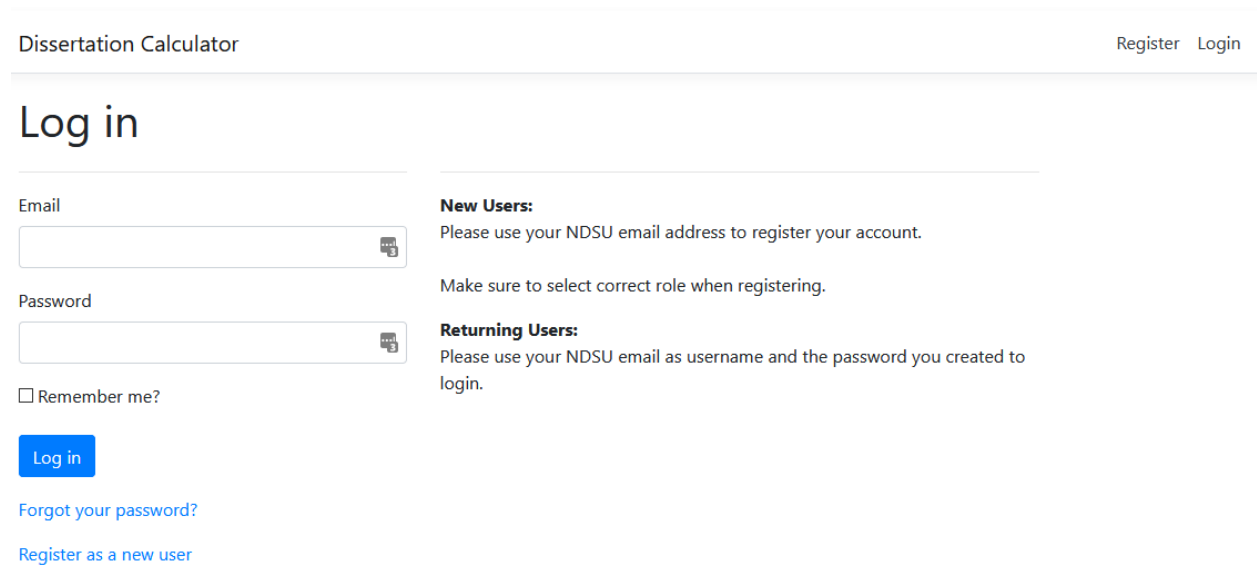 Dissertation Calculator
Register Login
Log in
Email
Password
Remember me?
Log in
Forgot your password?
Register as a new user
New Users:
Please use your NDSU email address to register your account.
Make sure to select correct role when registering.
Returning Users:
Please use your NDSU email as username and the password you created to
login.